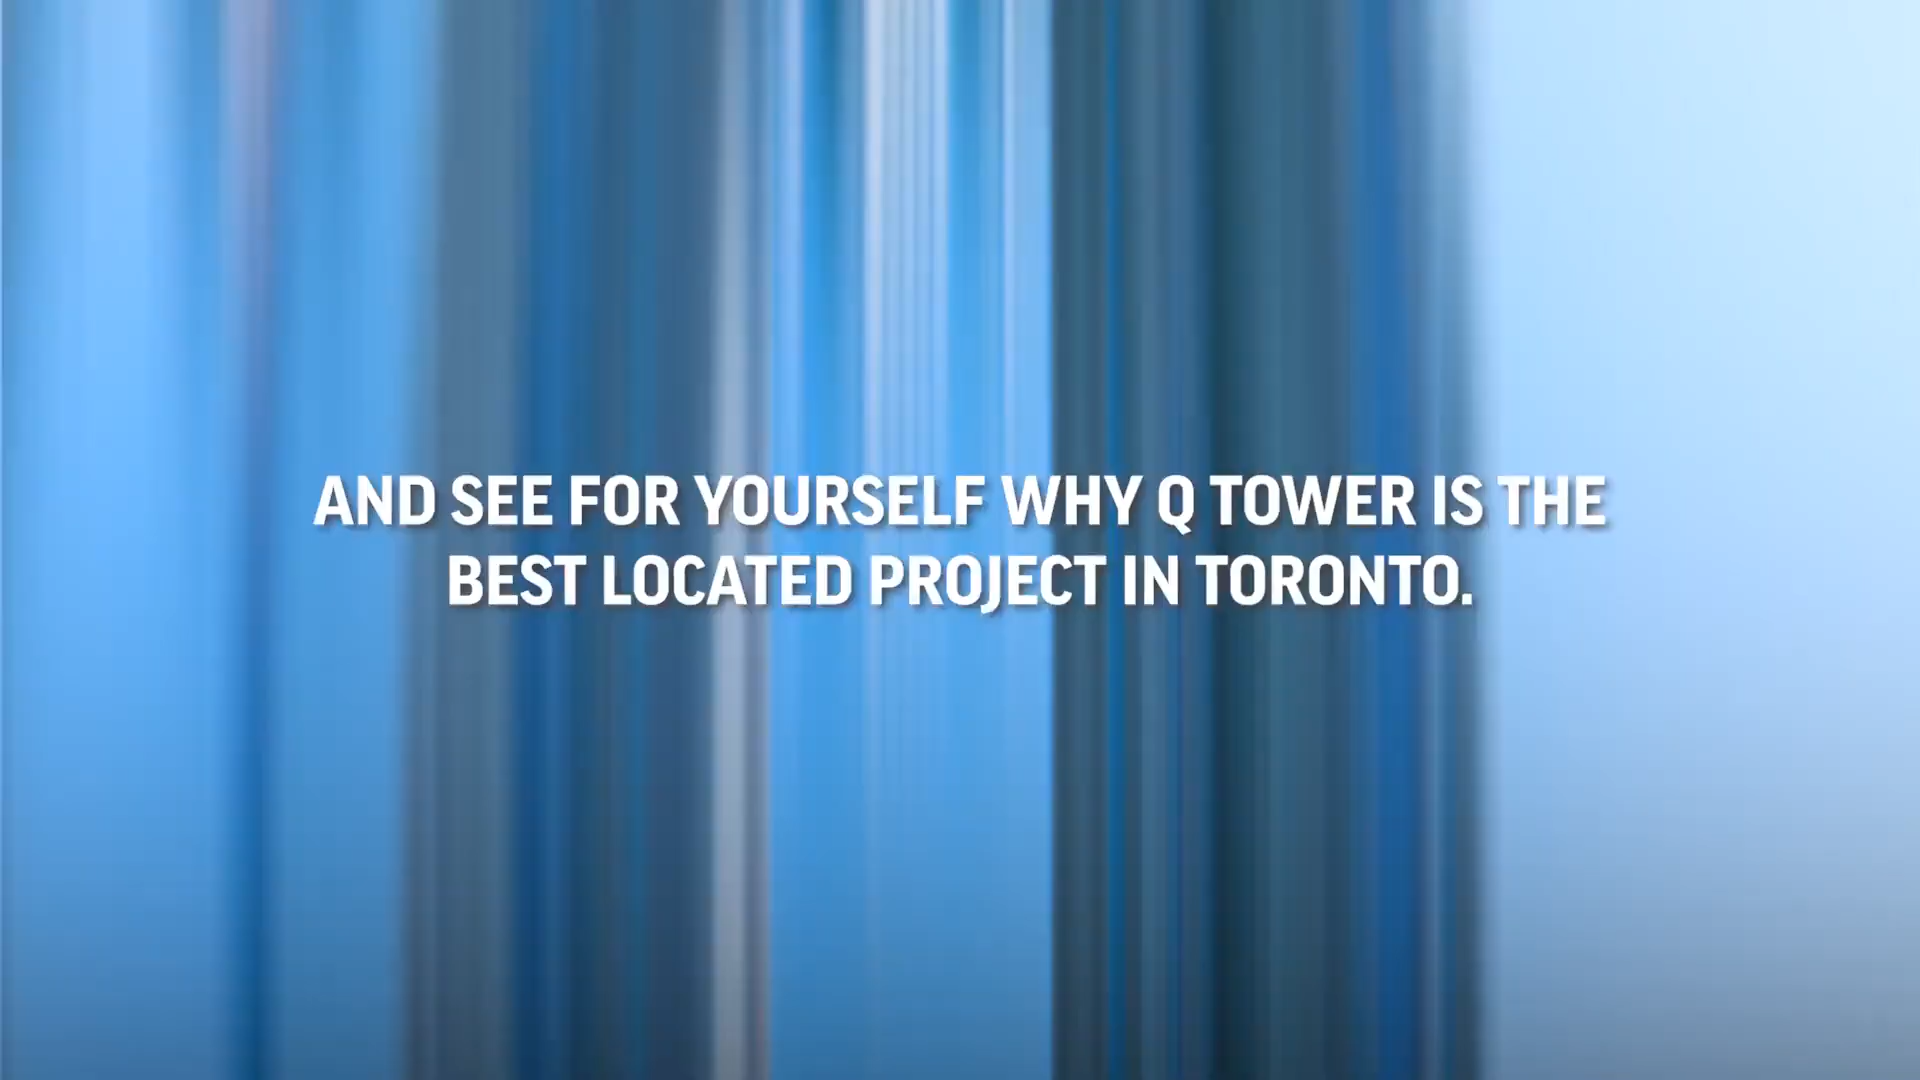 AND SEE FOR YOURSELF WHY Q TOWER IS THE
BEST LOCATED PROJECT IN TORONTO.